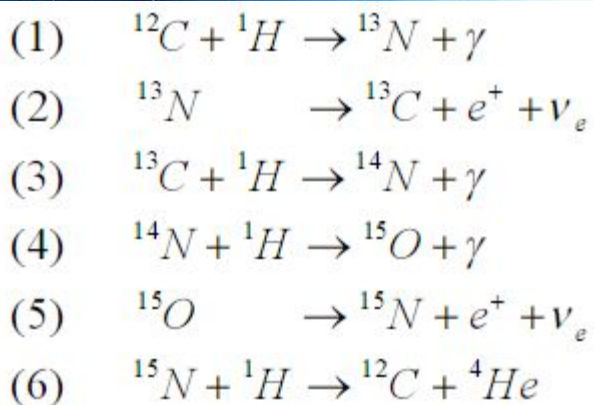 (1) ¹²C + ¹H → ¹³N + γ
(2) ¹³N → ¹³C + e⁺ + νₑ
(3) ¹³C + ¹H → ¹⁴N + γ
(4) ¹⁴N + ¹H → ¹⁵O + γ
(5) ¹⁵O → ¹⁵N + e⁺ + νₑ
(6) ¹⁵N + ¹H → ¹²C + ⁴He